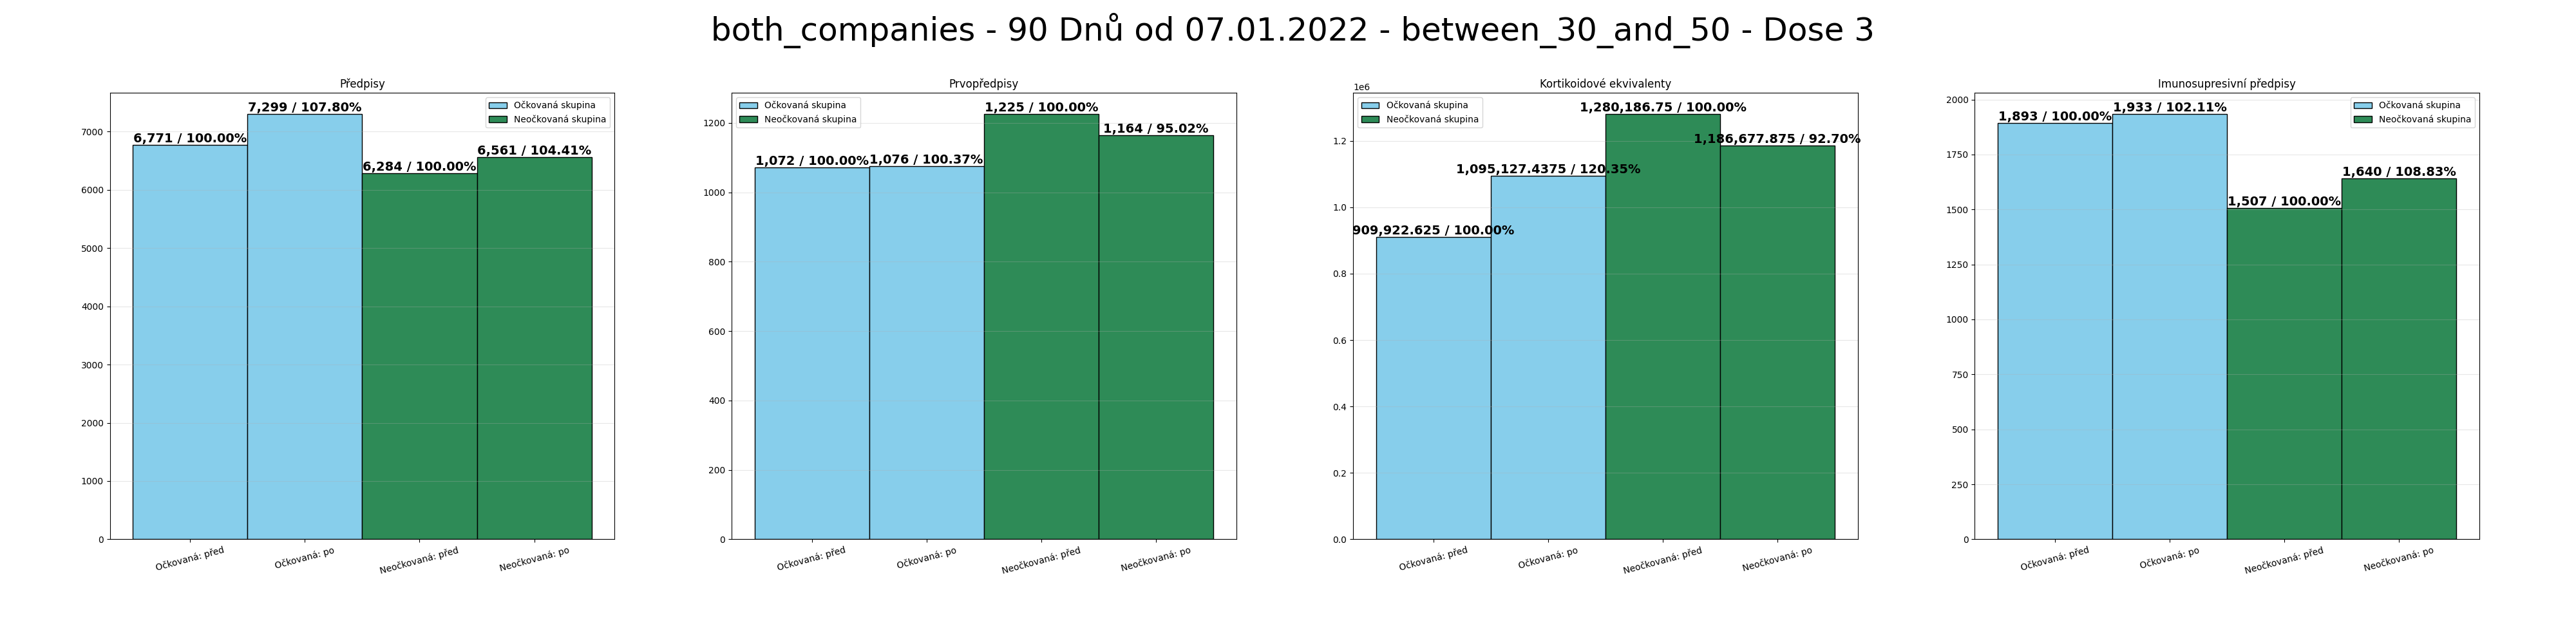 both_companies - 90 Dnů od 07.01.2022 - between_30_and_50 - Dose 3
Předpisy
7000
6000
5000
4000
3000
2000
1000
0
6,771 / 100.00%
7,299 / 107.80%
6,284 / 100.00%
6,561 / 104.41%
Očkovaná skupina
Neočkovaná skupina
Očkovaná: před
Očkovaná: po
Neočkovaná: před
Neočkovaná: po
Prvopředpisy
1200
1000
800
600
400
200
0
Očkovaná skupina
Neočkovaná skupina
1,072 / 100.00%
1,076 / 100.37%
1,225 / 100.00%
1,164 / 95.02%
Očkovaná: před
Očkovaná: po
Neočkovaná: před
Neočkovaná: po
Kortikoidové ekvivalenty
1e6
1.2
1.0
0.8
0.6
0.4
0.2
0.0
Očkovaná skupina
Neočkovaná skupina
909,922.625 / 100.00%
1,095,127.4375 / 120.35%
1,280,186.75 / 100.00%
1,186,677.875 / 92.70%
Očkovaná: před
Očkovaná: po
Neočkovaná: před
Neočkovaná: po
Imunosupresivní předpisy
2000
1750
1500
1250
1000
750
500
250
0
1,893 / 100.00%
1,933 / 102.11%
1,507 / 100.00%
1,640 / 108.83%
Očkovaná skupina
Neočkovaná skupina
Očkovaná: před
Očkovaná: po
Neočkovaná: před
Neočkovaná: po